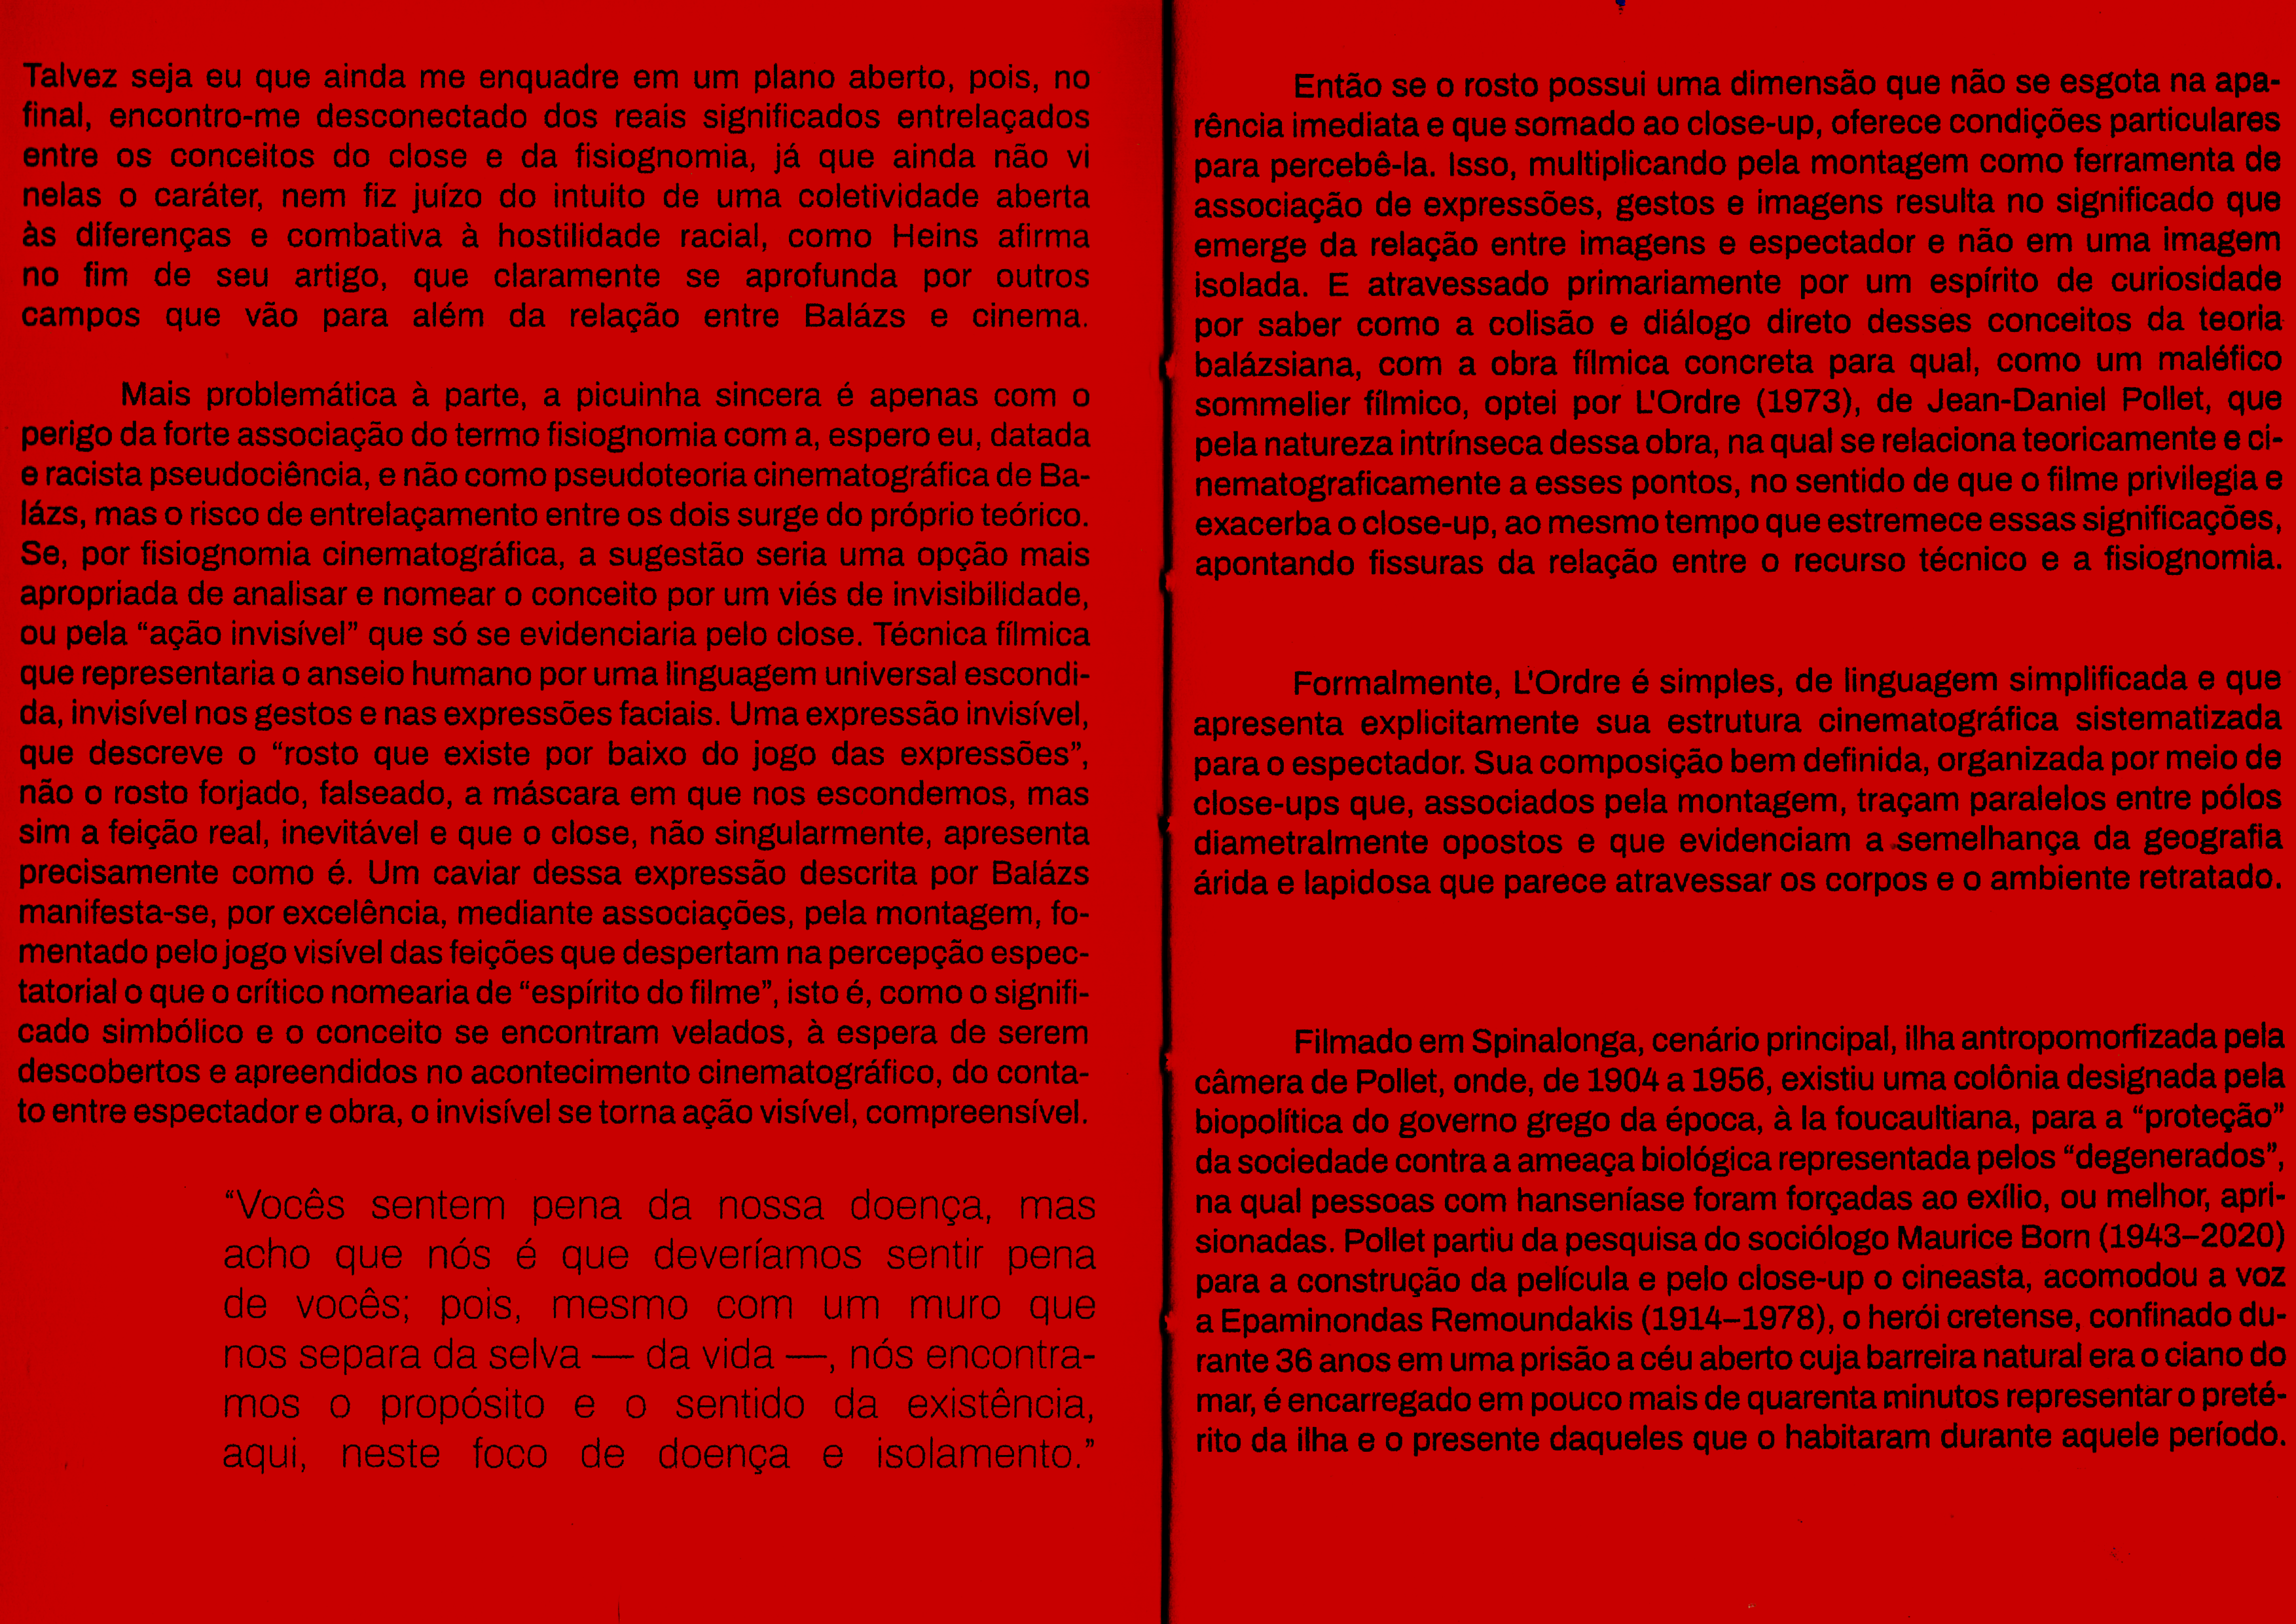 Talvez seja eu que ainda me enquadre em um plano aberto, pois, no
final, encontro-me desconectado dos reais significados entrelaçados
entre os conceitos do close e da fisiognomia, já que ainda não vi
nelas o caráter, nem fiz juízo do intuito de uma coletividade aberta
às diferenças e combativa à hostilidade racial, como Heins afirma
no fim de seu artigo, que claramente se aprofunda por outros
campos que vão para além da relação entre Balázs e cinema.
Mais problemática à parte, a picuinha sincera é apenas com o
perigo da forte associação do termo fisiognomia com a, espero eu, datada
e racista pseudociência, e não como pseudoteoria cinematográfica de Ba-
lázs, mas o risco de entrelaçamento entre os dois surge do próprio teórico.
Se, por fisiognomia cinematográfica, a sugestão seria uma opção mais
apropriada de analisar e nomear o conceito por um viés de invisibilidade,
ou pela “ação invisível” que só se evidenciaria pelo close. Técnica fílmica
que representaria o anseio humano por uma linguagem universal escondi-
da, invisível nos gestos e nas expressões faciais. Uma expressão invisível,
que descreve o “rosto que existe por baixo do jogo das expressões”,
não o rosto forjado, falseado, a máscara em que nos escondemos, mas
sim a feição real, inevitável e que o close, não singularmente, apresenta
precisamente como é. Um caviar dessa expressão descrita por Balázs
manifesta-se, por excelência, mediante associações, pela montagem, fo-
mentado pelo jogo visível das feições que despertam na percepção espec-
tatorial o que o crítico nomearia de “espírito do filme”, isto é, como o signifi-
cado simbólico e o conceito se encontram velados, à espera de serem
descobertos e apreendidos no acontecimento cinematográfico, do conta-
to entre espectador e obra, o invisível se torna ação visível, compreensível.
“Vocês sentem pena da nossa doença, mas
acho que nós é que deveríamos sentir pena
de vocês; pois, mesmo com um muro que
nos separa da selva — da vida —, nós encontra-
mos o propósito e o sentido da existência,
aqui, neste foco de doença e isolamento.”
Então se o rosto possui uma dimensão que não se esgota na apa-
rência imediata e que somado ao close-up, oferece condições particulares
para percebê-la. Isso, multiplicando pela montagem como ferramenta de
associação de expressões, gestos e imagens resulta no significado que
emerge da relação entre imagens e espectador e não em uma imagem
isolada. E atravessado primariamente por um espírito de curiosidade
por saber como a colisão e diálogo direto desses conceitos da teoria
balázsiana, com a obra fílmica concreta para qual, como um maléfico
sommelier fílmico, optei por L'Ordre (1973), de Jean-Daniel Pollet, que
pela natureza intrínseca dessa obra, na qual se relaciona teoricamente e ci-
nematograficamente a esses pontos, no sentido de que o filme privilegia e
exacerba o close-up, ao mesmo tempo que estremece essas significações,
apontando fissuras da relação entre o recurso técnico e a fisiognomia.
Formalmente, L'Ordre é simples, de linguagem simplificada e que
apresenta explicitamente sua estrutura cinematográfica sistematizada
para o espectador. Sua composição bem definida, organizada por meio de
close-ups que, associados pela montagem, traçam paralelos entre pólos
diametralmente opostos e que evidenciam a semelhança da geografia
árida e lapidosa que parece atravessar os corpos e o ambiente retratado.
Filmado em Spinalonga, cenário principal, ilha antropomorfizada pela
câmera de Pollet, onde, de 1904 a 1956, existiu uma colônia designada pela
biopolítica do governo grego da época, à la foucaultiana, para a “proteção”
da sociedade contra a ameaça biológica representada pelos “degenerados”,
na qual pessoas com hanseníase foram forçadas ao exílio, ou melhor, apri-
sionadas. Pollet partiu da pesquisa do sociólogo Maurice Born (1943–2020)
para a construção da película e pelo close-up o cineasta, acomodou a voz
a Epaminondas Remoundakis (1914–1978), o herói cretense, confinado du-
rante 36 anos em uma prisão a céu aberto cuja barreira natural era o ciano do
mar, é encarregado em pouco mais de quarenta minutos representar o preté-
rito da ilha e o presente daqueles que o habitaram durante aquele período.